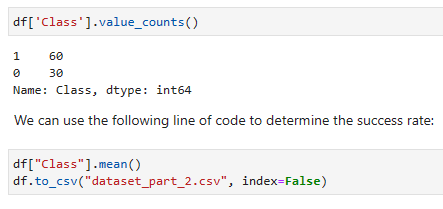 df['Class'].value_counts()
1    60
0    30
Name: Class, dtype: int64
We can use the following line of code to determine the success rate:
df["Class"].mean()
df.to_csv("dataset_part_2.csv", index=False)